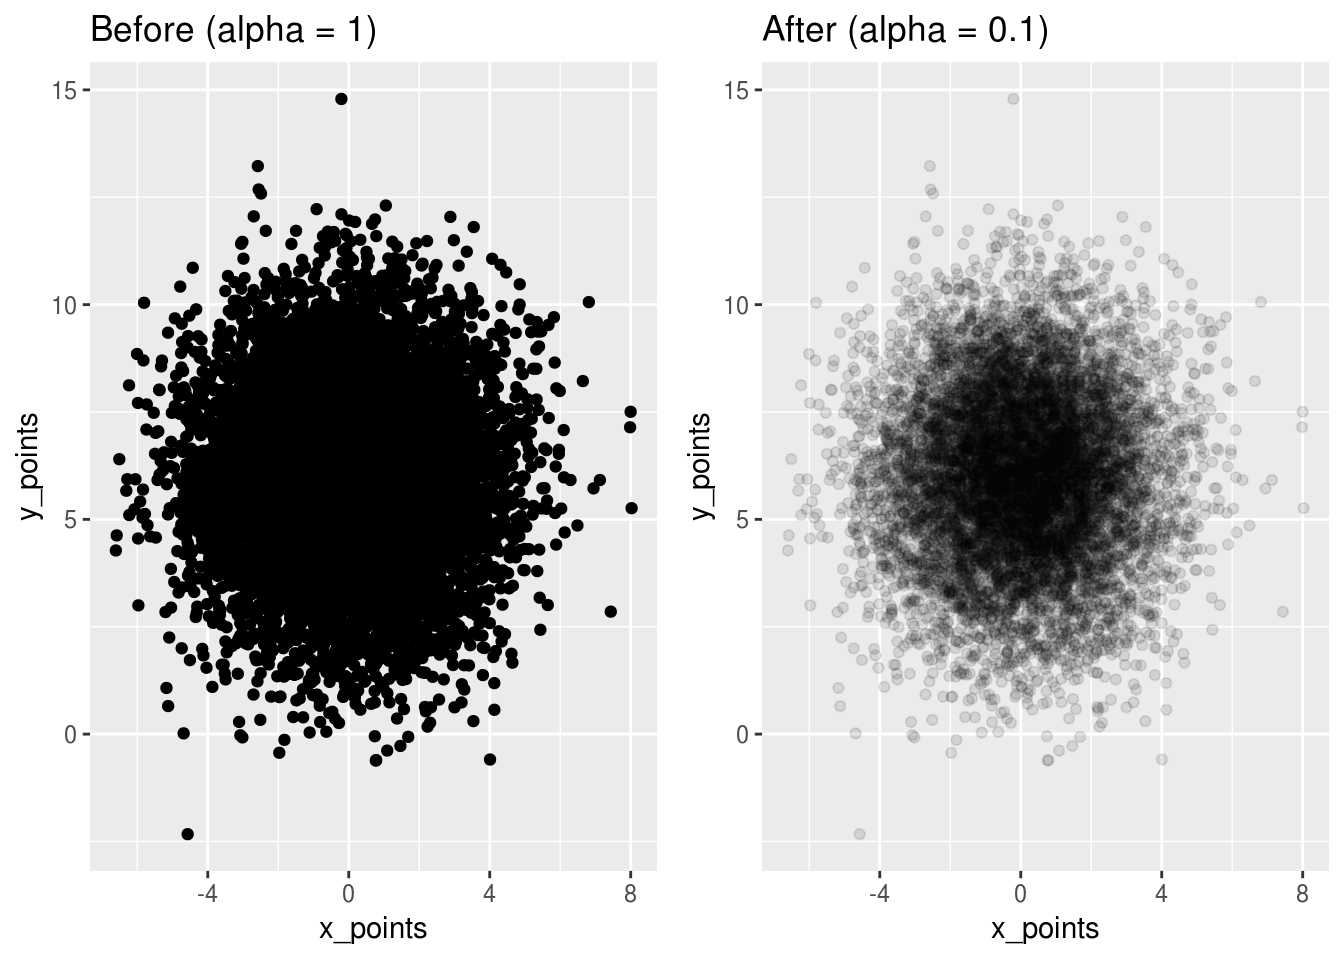 Before (alpha = 1)
15
10
5
0
y_points
-4 0 4 8
x_points
After (alpha = 0.1)
15
10
5
0
y_points
-4 0 4 8
x_points